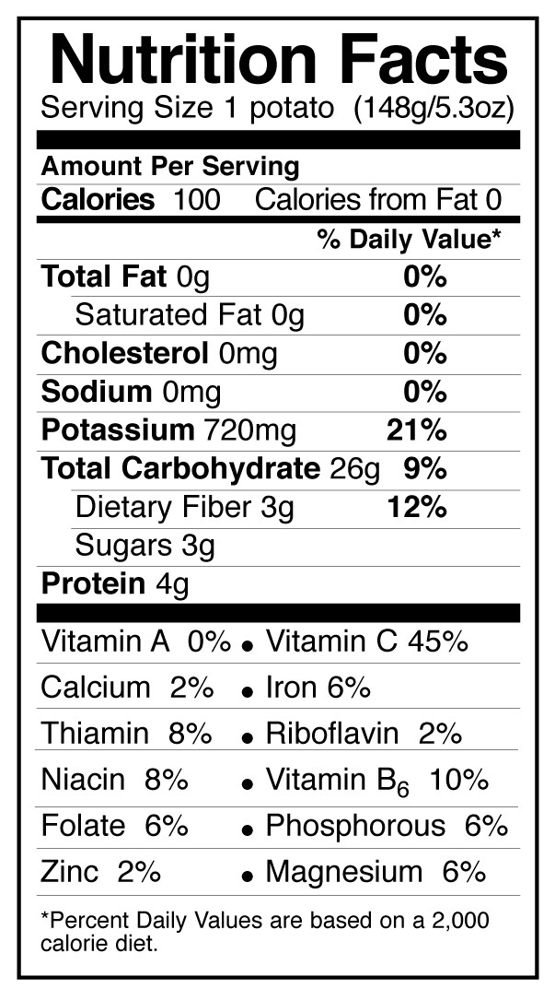 Nutrition Facts
Serving Size 1 potato (148g/5.3oz)
Amount Per Serving
Calories 100 Calories from Fat 0
% Daily Value*
Total Fat 0g 0%
Saturated Fat 0g 0%
Cholesterol 0mg 0%
Sodium 0mg 0%
Potassium 720mg 21%
Total Carbohydrate 26g 9%
Dietary Fiber 3g 12%
Sugars 3g
Protein 4g
Vitamin A 0% • Vitamin C 45%
Calcium 2% • Iron 6%
Thiamin 8% • Riboflavin 2%
Niacin 8% • Vitamin B₆ 10%
Folate 6% • Phosphorous 6%
Zinc 2% • Magnesium 6%
*Percent Daily Values are based on a 2,000
calorie diet.